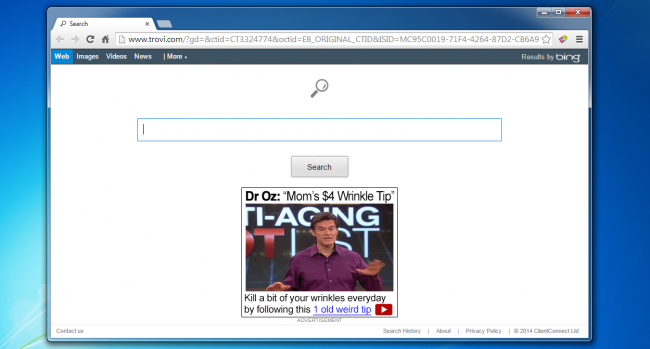 Search
www.trovi.com/?gd=&ctid=CT3324774&octid=EB_ORIGINAL_CTID&ISID=MC95C0019-71F4-4264-87D2-CB6A9
Web Images Videos News | More
Results by bing
Search
Dr Oz: “Mom's $4 Wrinkle Tip”
TI-AGING
OT LIST
Kill a bit of your wrinkles everyday
by following this 1 old weird tip
ADVERTISEMENT
Contact us
Search History | About | Privacy Policy | © 2014 ClientConnect Ltd